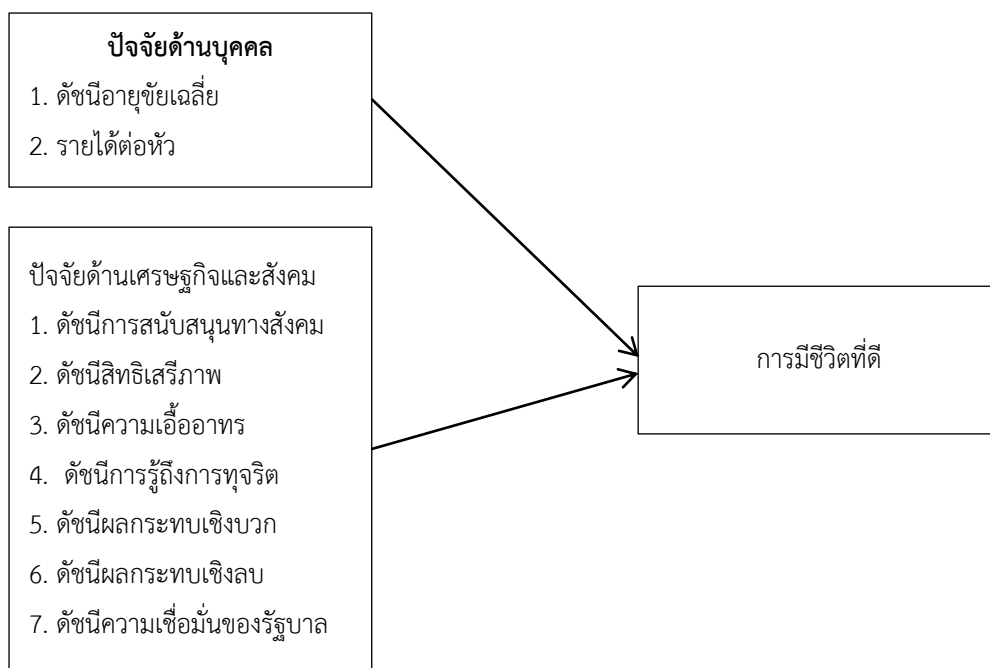 ปัจจัยด้านบุคคล
1. ดัชนีอายุขัยเฉลี่ย
2. รายได้ต่อหัว
ปัจจัยด้านเศรษฐกิจและสังคม
1. ดัชนีการสนับสนุนทางสังคม
2. ดัชนีสิทธิเสรีภาพ
3. ดัชนีความเอื้ออาทร
4. ดัชนีการรู้ถึงการทุจริต
5. ดัชนีผลกระทบเชิงบวก
6. ดัชนีผลกระทบเชิงลบ
7. ดัชนีความเชื่อมั่นของรัฐบาล
การมีชีวิตที่ดี